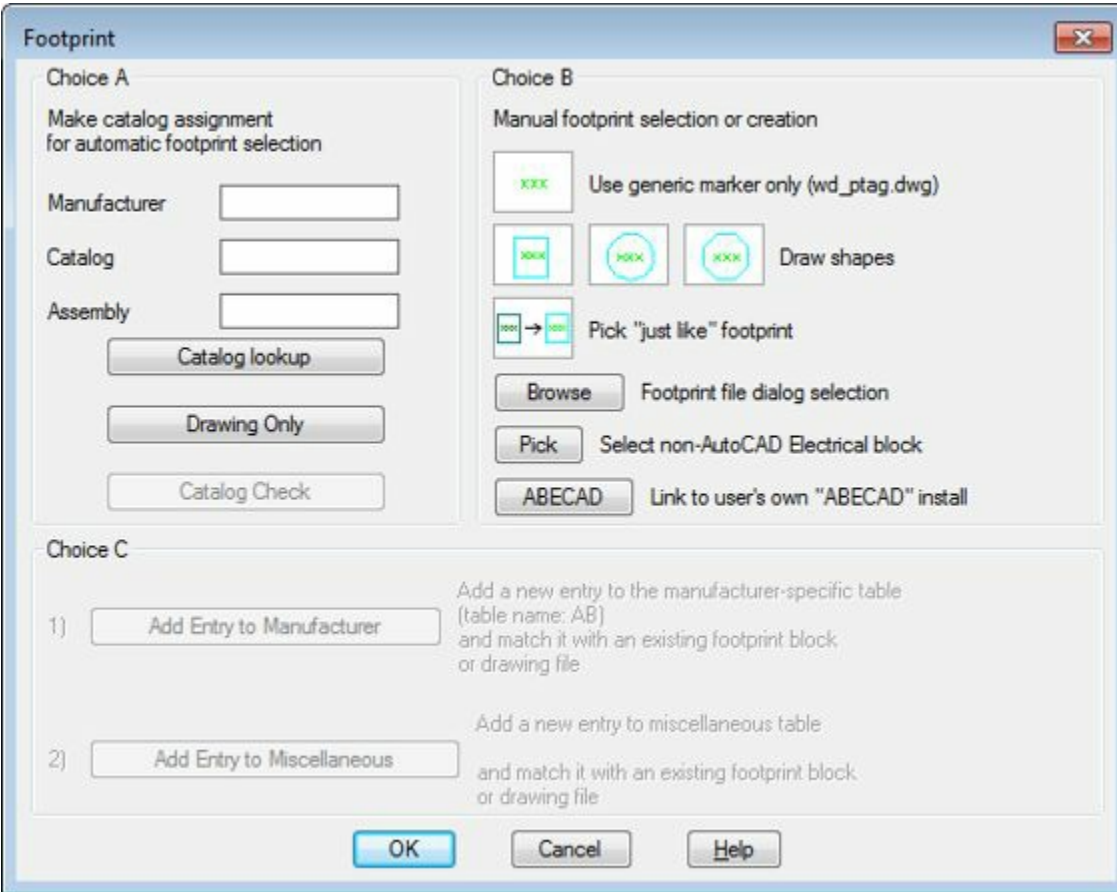 Footprint
Choice A
Make catalog assignment
for automatic footprint selection
Manufacturer
Catalog
Assembly
Catalog lookup
Drawing Only
Catalog Check
Choice B
Manual footprint selection or creation
xxx Use generic marker only (wd_ptag.dwg)
xxx xxx xxx Draw shapes
xxx → xxx Pick "just like" footprint
Browse Footprint file dialog selection
Pick Select non-AutoCAD Electrical block
ABECAD Link to user's own "ABECAD" install
Choice C
1) Add Entry to Manufacturer
Add a new entry to the manufacturer-specific table
(table name: AB)
and match it with an existing footprint block
or drawing file
2) Add Entry to Miscellaneous
Add a new entry to miscellaneous table
and match it with an existing footprint block
or drawing file
OK Cancel Help